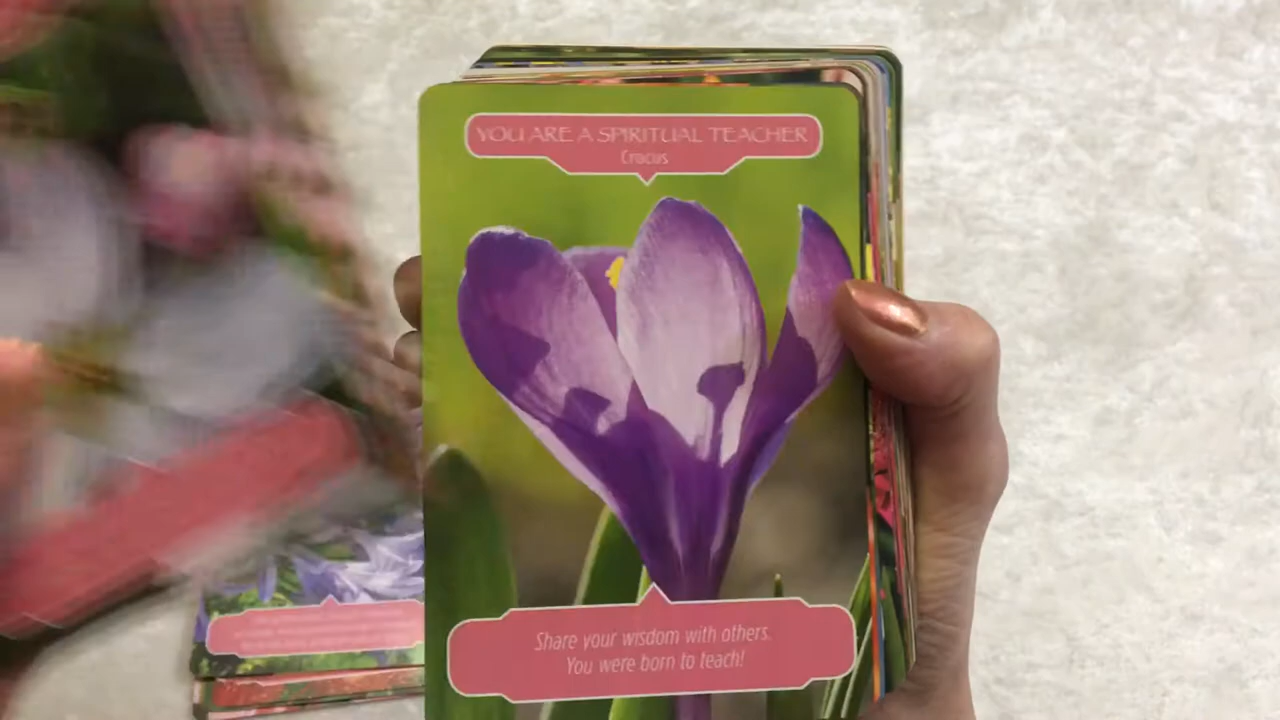 YOU ARE A SPIRITUAL TEACHER
Crocus
Share your wisdom with others.
You were born to teach!